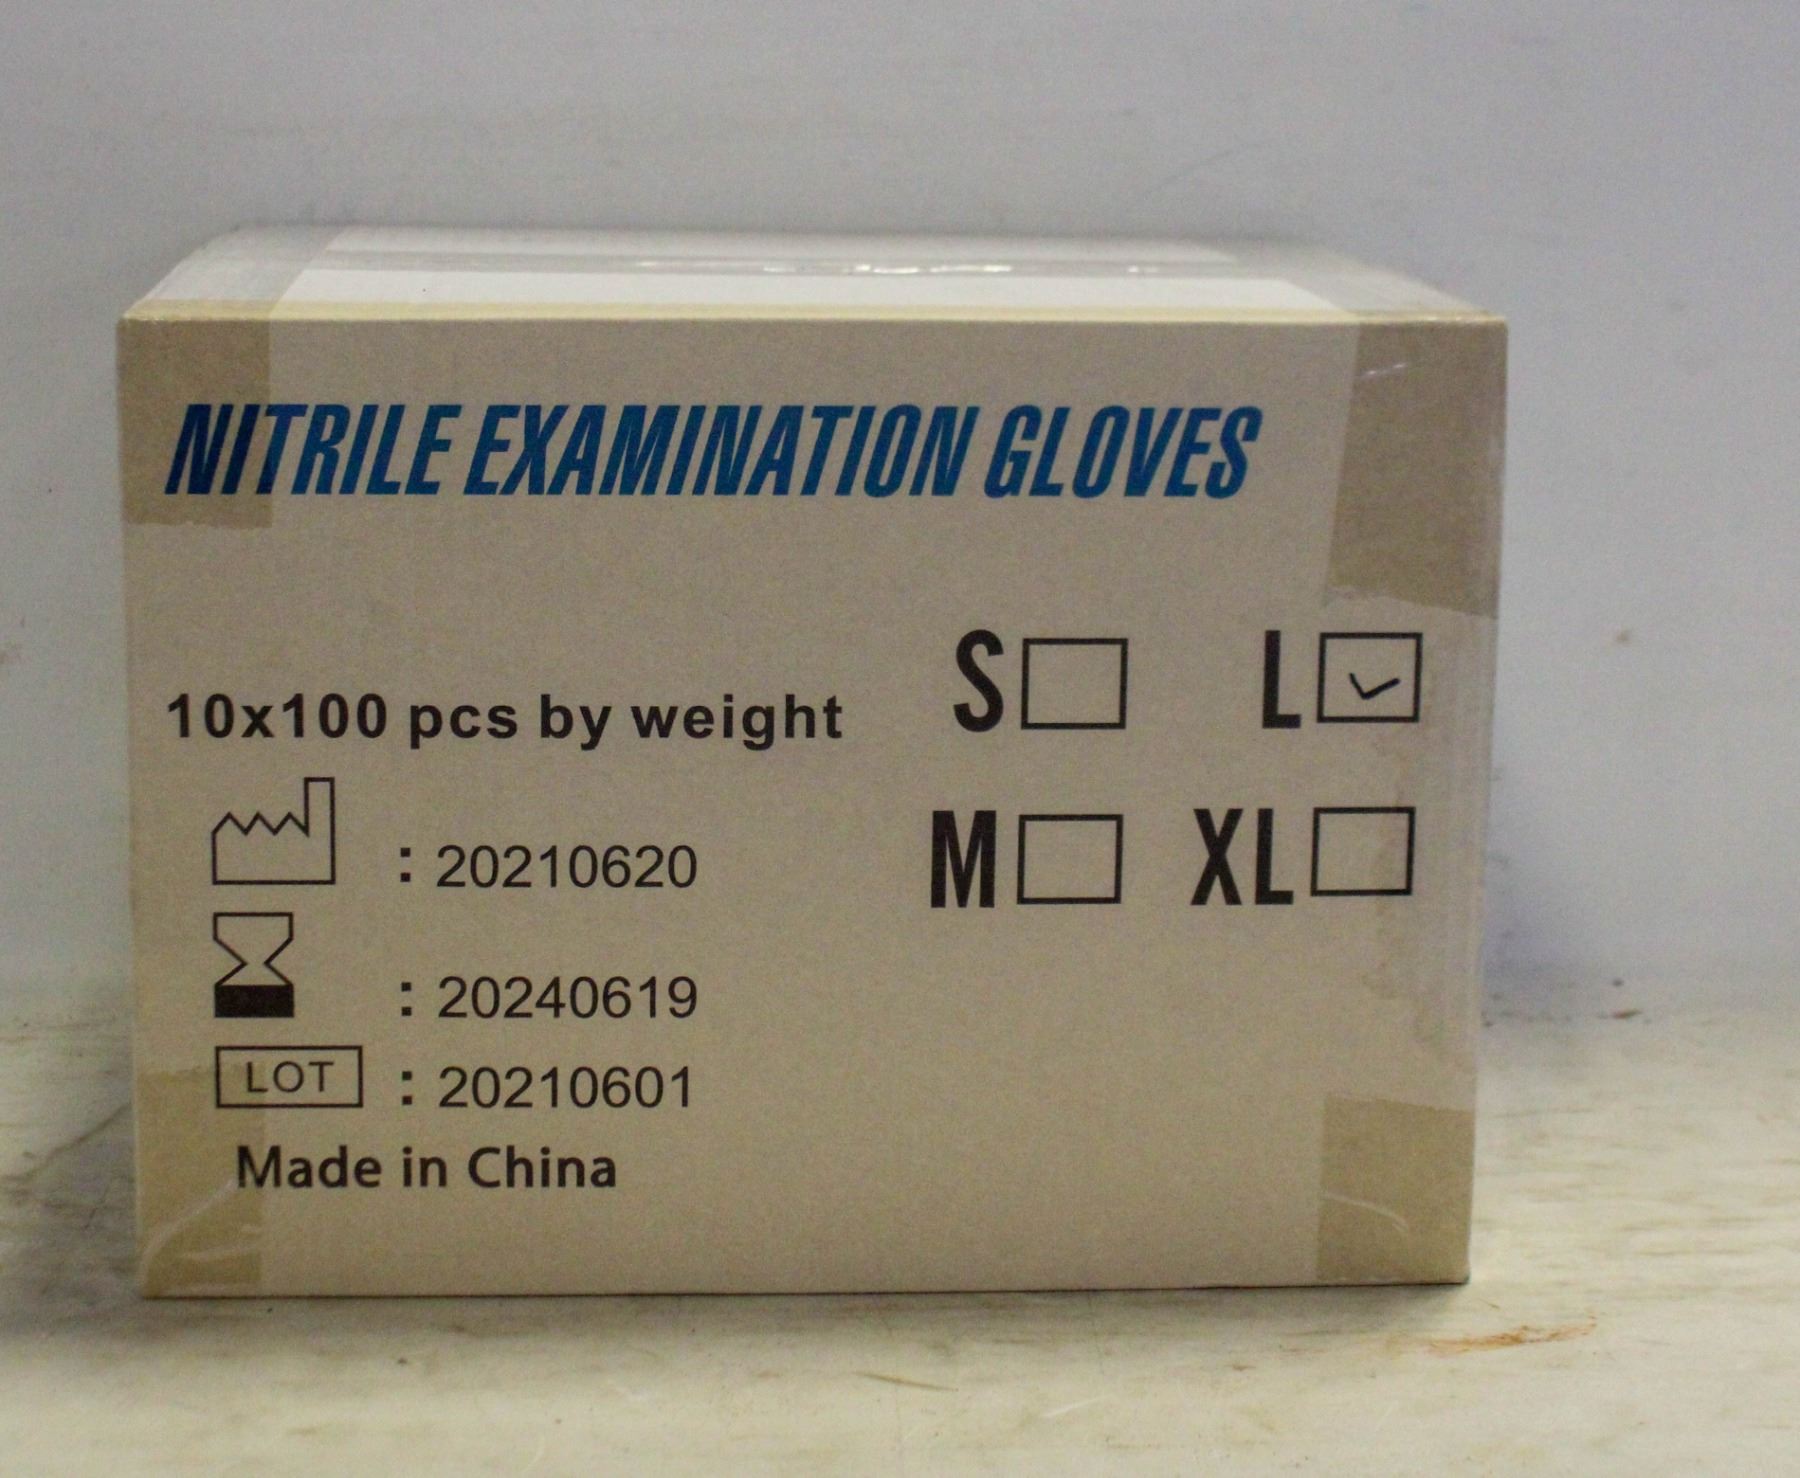 NITRILE EXAMINATION GLOVES
10x100 pcs by weight
S L
M XL
: 20210620
: 20240619
LOT : 20210601
Made in China